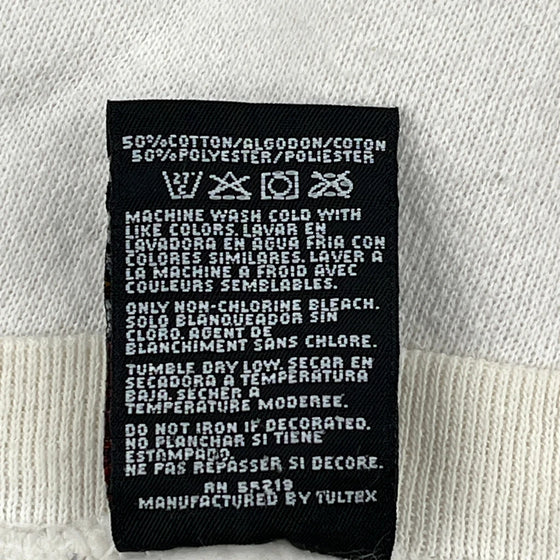 50%COTTON/ALGODON/COTON
50%POLYESTER/POLIESTER
MACHINE WASH COLD WITH
LIKE COLORS. LAVAR EN
LAVADORA EN AGUA FRIA CON
COLORES SIMILARES. LAVER A
LA MACHINE A FROID AVEC
COULEURS SEMBLABLES.
ONLY NON-CHLORINE BLEACH.
SOLO BLANQUEADOR SIN
CLORO. AGENT DE
BLANCHIMENT SANS CHLORE.
TUMBLE DRY LOW. SECAR EN
SECADORA A TEMPERATURA
BAJA. SECHER A
TEMPERATURE MODEREE.
DO NOT IRON IF DECORATED.
NO PLANCHAR SI TIENE
ESTAMPADO.
NE PAS REPASSER SI DECORE.
RN
MANUFACTURED BY TULTEX